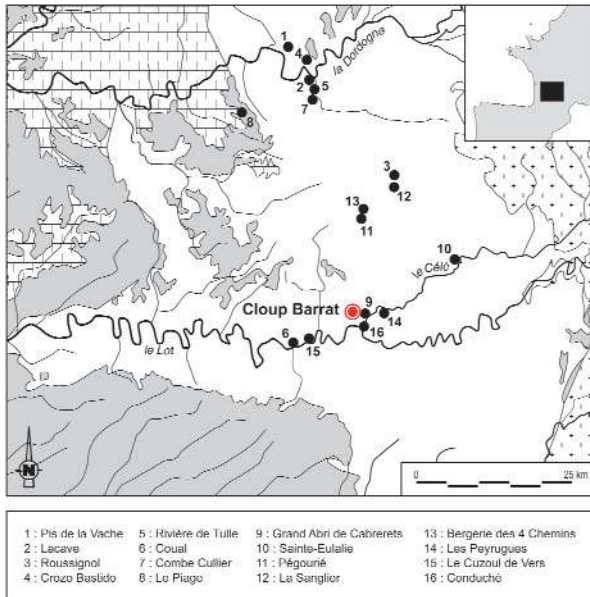 1
4
la Dordogne
2
5
7
8
3
12
13
11
10
le Célé
Cloup Barrat
9
14
16
6
15
le Lot
N
0
25 km
1 : Pis de la Vache
2 : Lacave
3 : Roussignol
4 : Crozo Bastido
5 : Rivière de Tulle
6 : Coual
7 : Combe Cullier
8 : Le Piage
9 : Grand Abri de Cabrerets
10 : Sainte-Eulalie
11 : Pégourié
12 : La Sanglier
13 : Bergerie des 4 Chemins
14 : Les Peyrugues
15 : Le Cuzoul de Vers
16 : Conduché